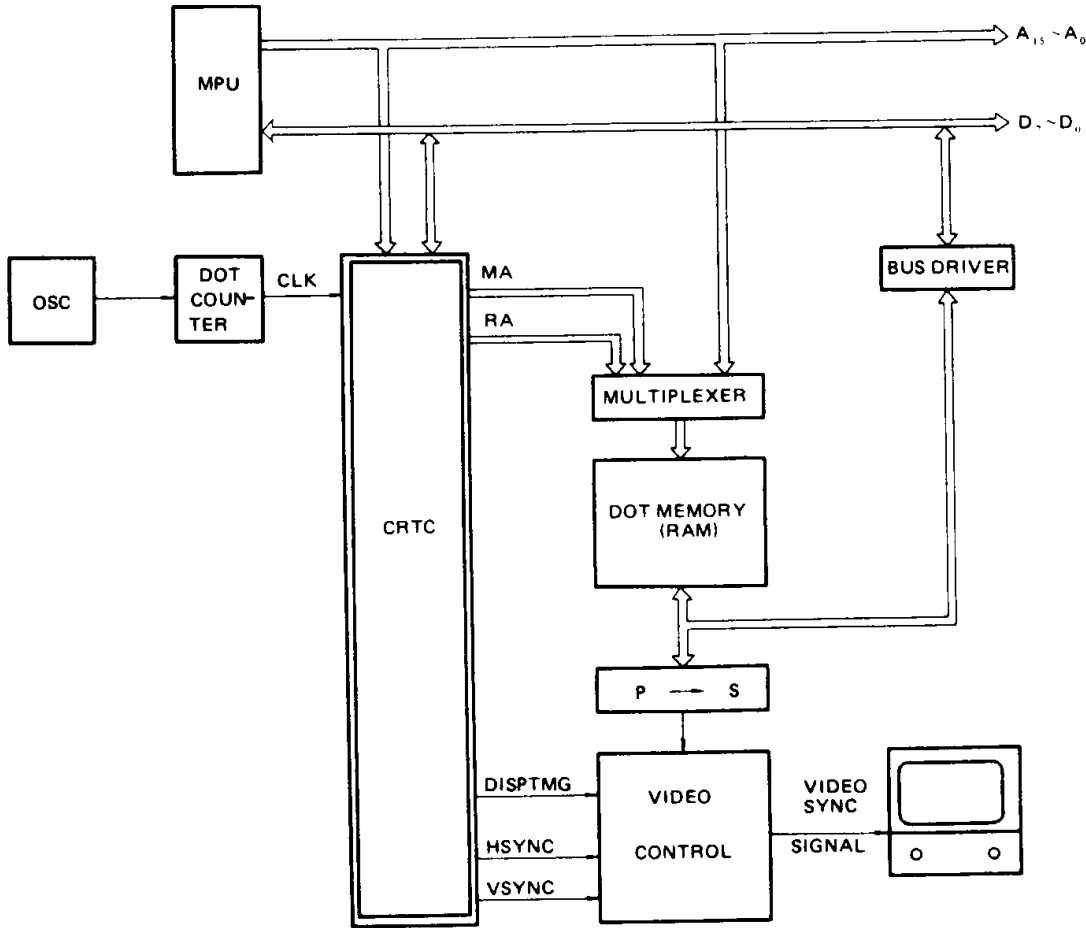 MPU
A₁₅ ~ A₀
D₇ ~ D₀
OSC
DOT
COUN-
TER
CLK
MA
RA
BUS DRIVER
MULTIPLEXER
CRTC
DOT MEMORY
(RAM)
P → S
DISPTMG
HSYNC
VSYNC
VIDEO
CONTROL
VIDEO
SYNC
SIGNAL